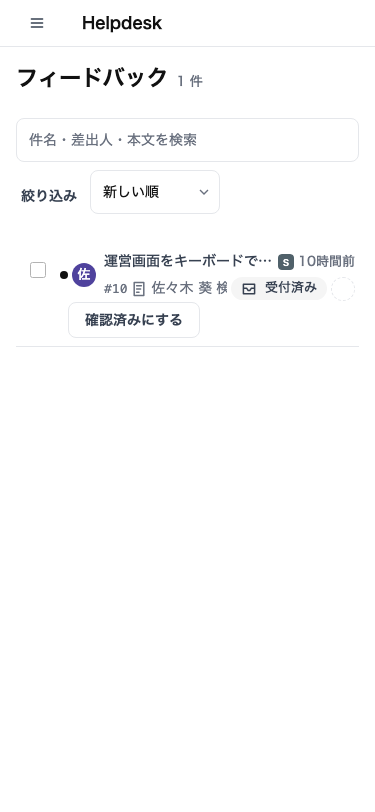 Helpdesk
フィードバック 1 件
件名・差出人・本文を検索
絞り込み 新しい順
佐 運営画面をキーボードで… S 10時間前
#10 佐々木 葵 受付済み
確認済みにする